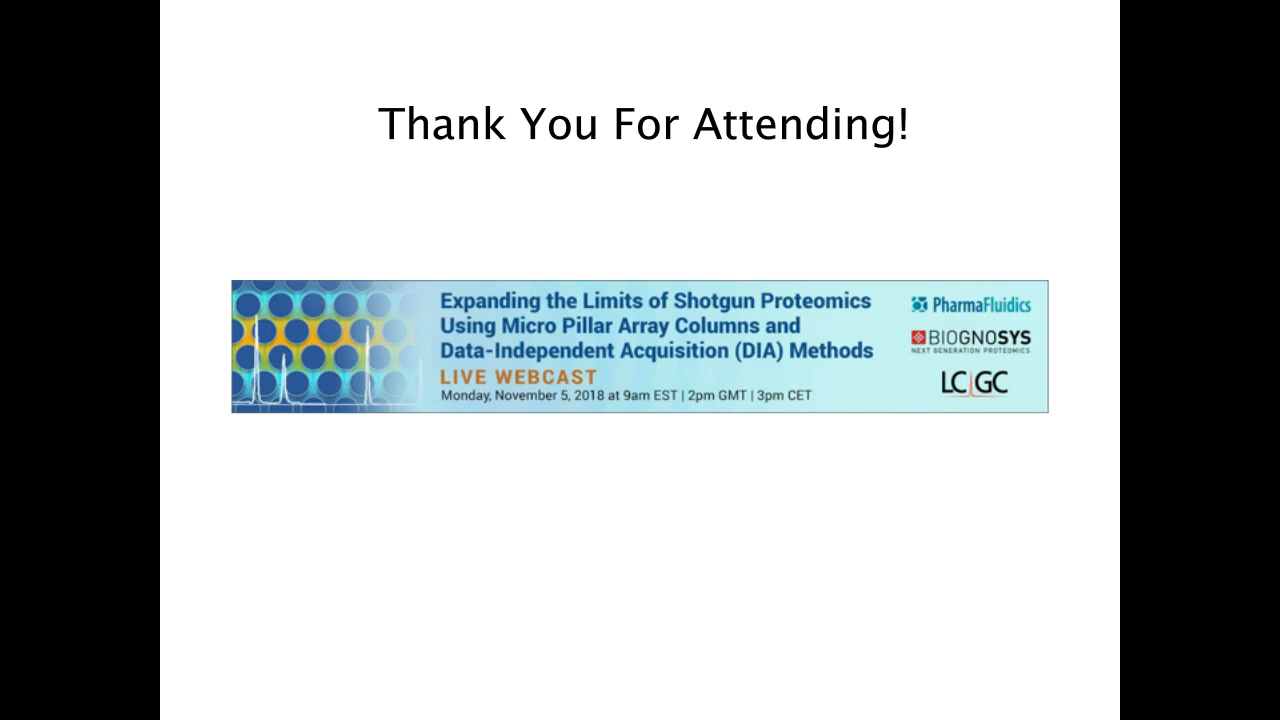 Thank You For Attending!
Expanding the Limits of Shotgun Proteomics
Using Micro Pillar Array Columns and
Data-Independent Acquisition (DIA) Methods
LIVE WEBCAST
Monday, November 5, 2018 at 9am EST | 2pm GMT | 3pm CET
PharmaFluidics
BIOGNOSYS
NEXT GENERATION PROTEOMICS
LC|GC